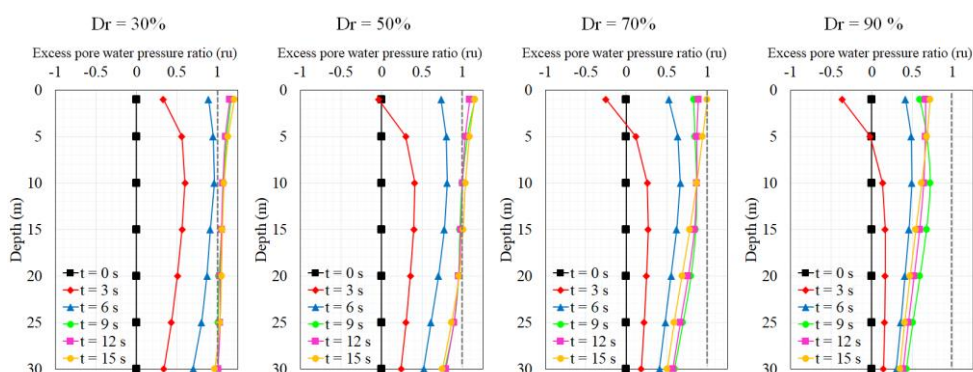 Dr = 30%
Dr = 50%
Dr = 70%
Dr = 90 %
Excess pore water pressure ratio (ru)
-1 -0.5 0 0.5 1
Depth (m)
0
5
10
15
20
25
30
t = 0 s
t = 3 s
t = 6 s
t = 9 s
t = 12 s
t = 15 s
Excess pore water pressure ratio (ru)
-1 -0.5 0 0.5 1
Depth (m)
0
5
10
15
20
25
30
t = 0 s
t = 3 s
t = 6 s
t = 9 s
t = 12 s
t = 15 s
Excess pore water pressure ratio (ru)
-1 -0.5 0 0.5 1
Depth (m)
0
5
10
15
20
25
30
t = 0 s
t = 3 s
t = 6 s
t = 9 s
t = 12 s
t = 15 s
Excess pore water pressure ratio (ru)
-1 -0.5 0 0.5 1
Depth (m)
0
5
10
15
20
25
30
t = 0 s
t = 3 s
t = 6 s
t = 9 s
t = 12 s
t = 15 s